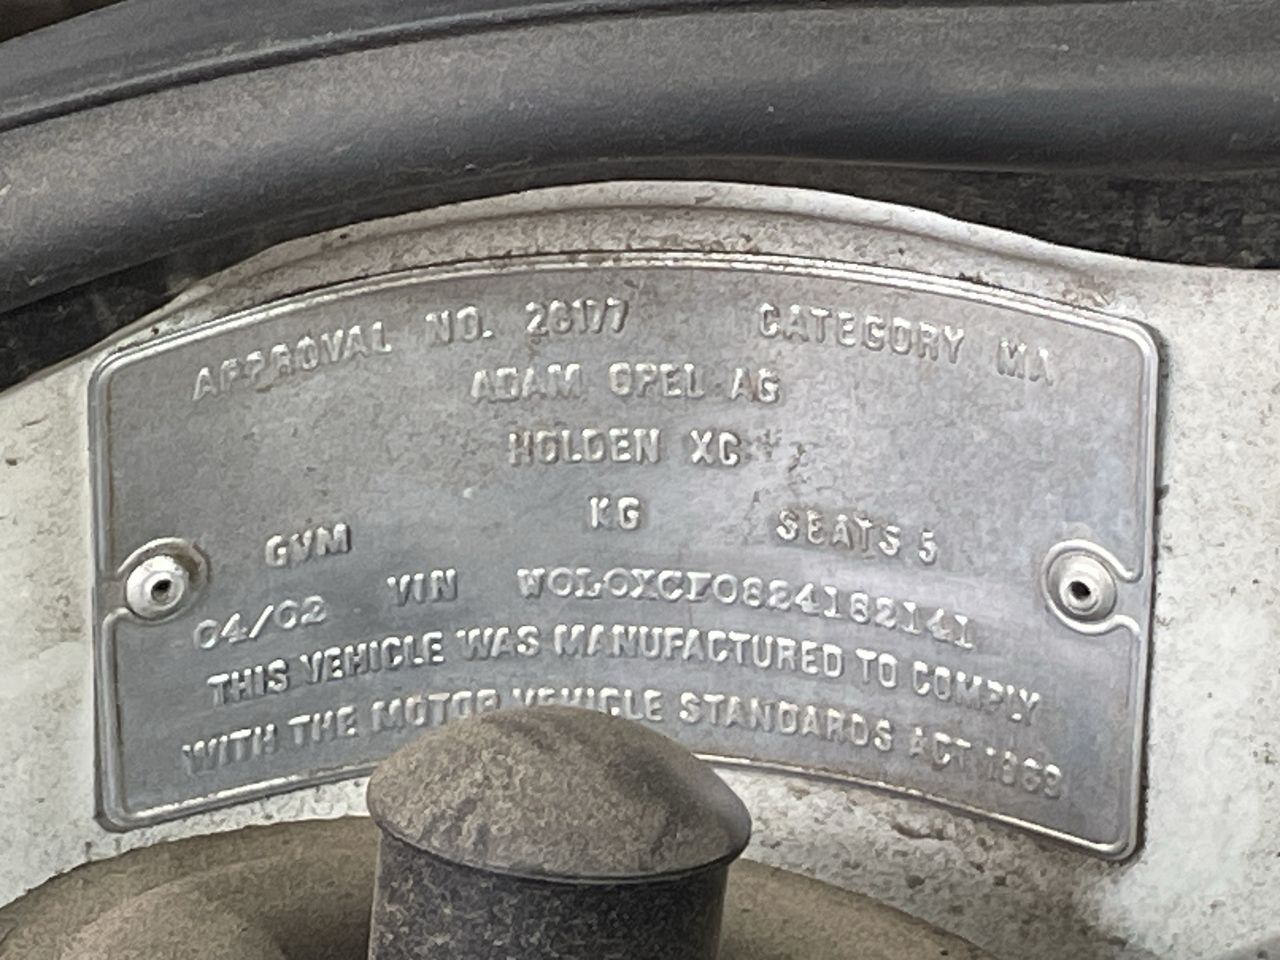 APPROVAL NO. 26177 CATEGORY MA
ADAM OPEL AG
HOLDEN XC
KG
GVM SEATS 5
04/02 VIN W0L0XCF0824182141
THIS VEHICLE WAS MANUFACTURED TO COMPLY
WITH THE MOTOR VEHICLE STANDARDS ACT 1989